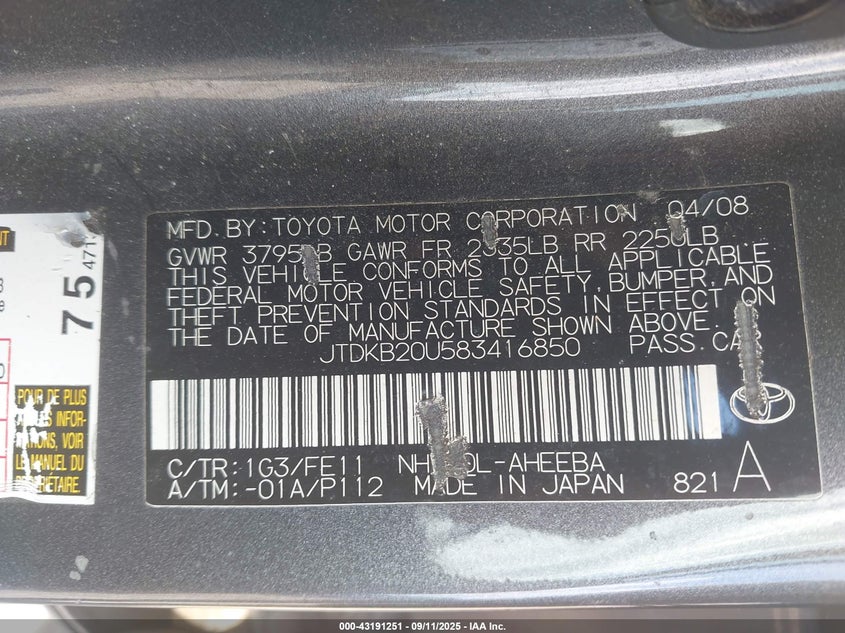 MFD. BY: TOYOTA MOTOR CORPORATION 04/08
GVWR GAWR FR RR
THIS VEHICLE CONFORMS TO ALL APPLICABLE
FEDERAL MOTOR VEHICLE SAFETY, BUMPER, AND
THEFT PREVENTION STANDARDS IN EFFECT ON
THE DATE OF MANUFACTURE SHOWN ABOVE.
JTDKB20U583416850 PASS. CAR
C/TR: 1G3/FE11
A/TM: -01A/P112 MADE IN JAPAN 821 A
75
POUR DE PLUS
INFOR-
MATIONS, VOIR
LE MANUEL DU
PROPRIÉTAIRE.
000-43191251 - 09/11/2025 - IAA Inc.